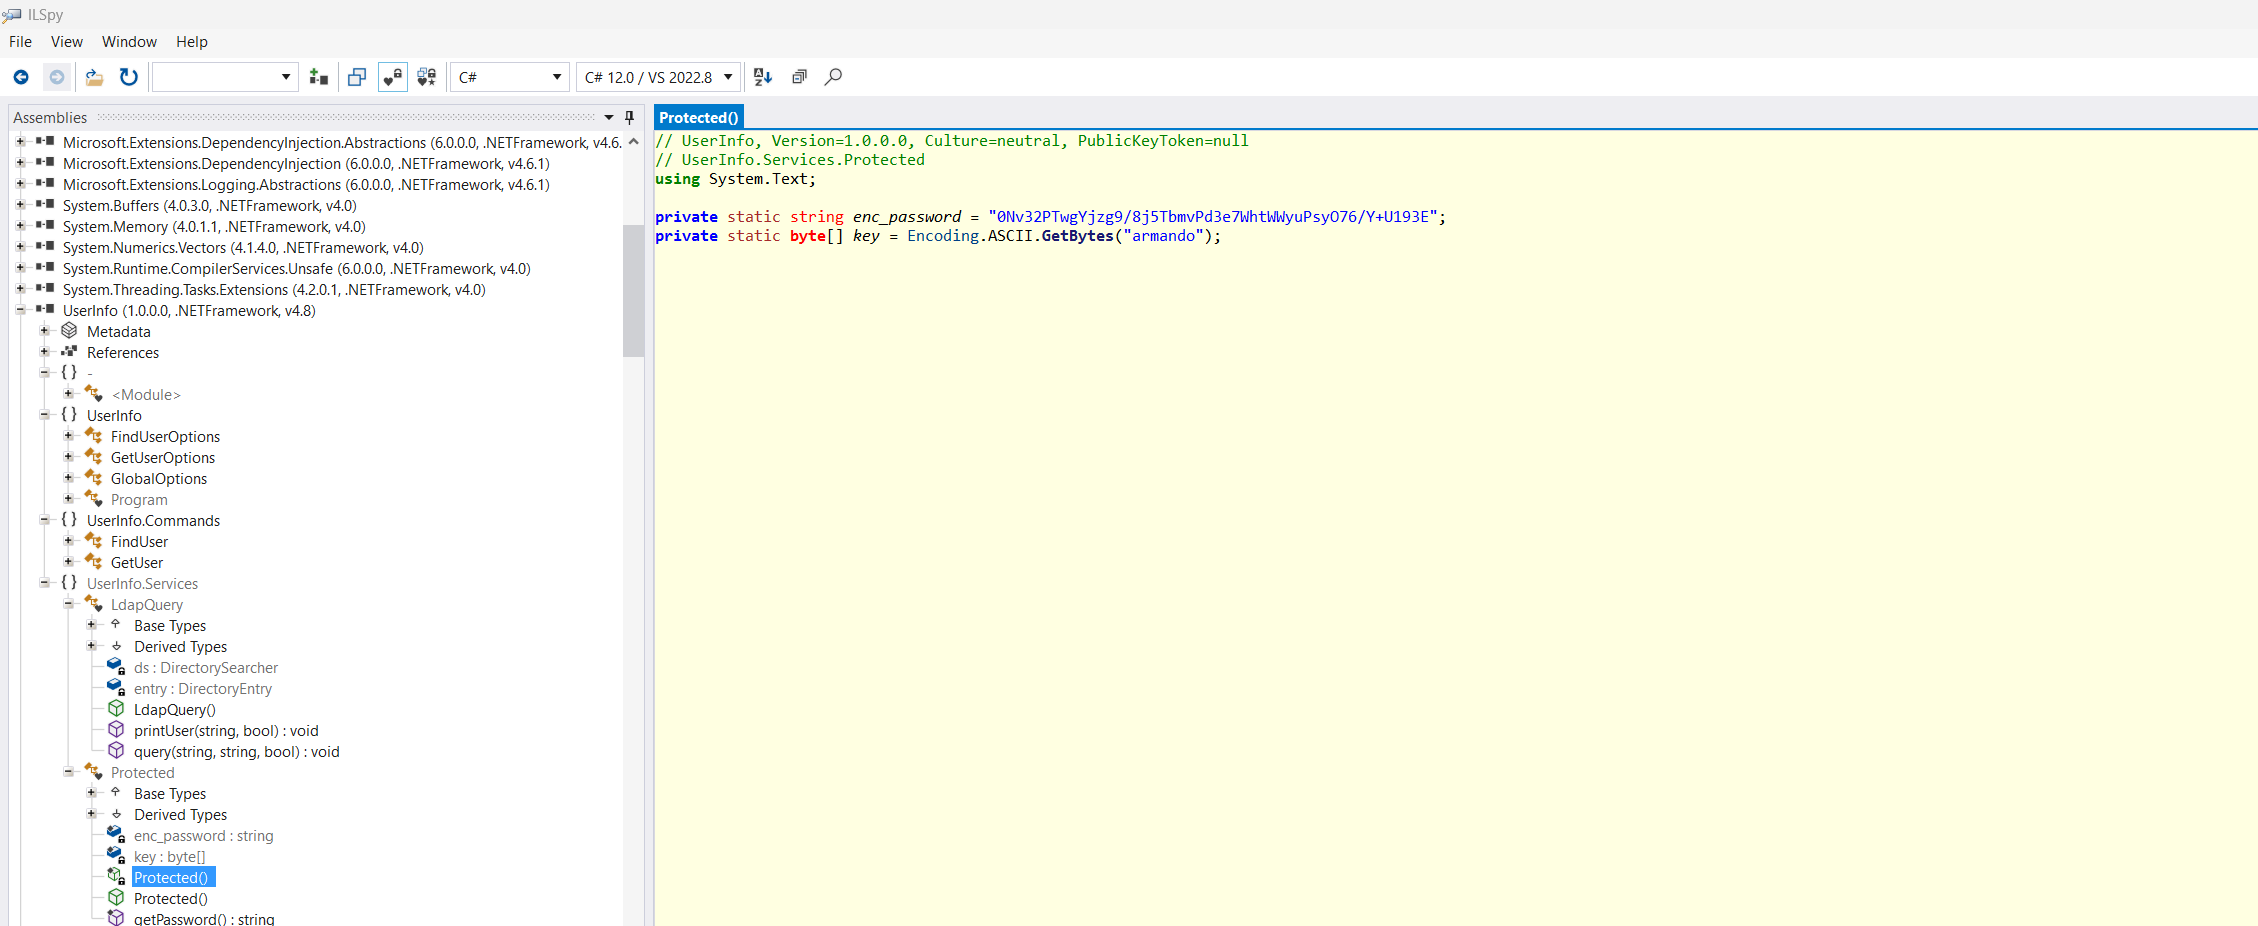 ILSpy
File View Window Help
C# C# 12.0 / VS 2022.8
Assemblies
Microsoft.Extensions.DependencyInjection.Abstractions (6.0.0.0, .NETFramework, v4.6.
Microsoft.Extensions.DependencyInjection (6.0.0.0, .NETFramework, v4.6.1)
Microsoft.Extensions.Logging.Abstractions (6.0.0.0, .NETFramework, v4.6.1)
System.Buffers (4.0.3.0, .NETFramework, v4.0)
System.Memory (4.0.1.1, .NETFramework, v4.0)
System.Numerics.Vectors (4.1.4.0, .NETFramework, v4.0)
System.Runtime.CompilerServices.Unsafe (6.0.0.0, .NETFramework, v4.0)
System.Threading.Tasks.Extensions (4.2.0.1, .NETFramework, v4.0)
UserInfo (1.0.0.0, .NETFramework, v4.8)
Metadata
References
{ } -
<Module>
{ } UserInfo
FindUserOptions
GetUserOptions
GlobalOptions
Program
{ } UserInfo.Commands
FindUser
GetUser
{ } UserInfo.Services
LdapQuery
Base Types
Derived Types
ds : DirectorySearcher
entry : DirectoryEntry
LdapQuery()
printUser(string, bool) : void
query(string, string, bool) : void
Protected
Base Types
Derived Types
enc_password : string
key : byte[]
Protected()
Protected()
getPassword() : string
Protected()
// UserInfo, Version=1.0.0.0, Culture=neutral, PublicKeyToken=null
// UserInfo.Services.Protected
using System.Text;
private static string enc_password = "0Nv32PTwgYjzg9/8j5TbmvPd3e7WhtWWyuPsyO76/Y+U193E";
private static byte[] key = Encoding.ASCII.GetBytes("armando");